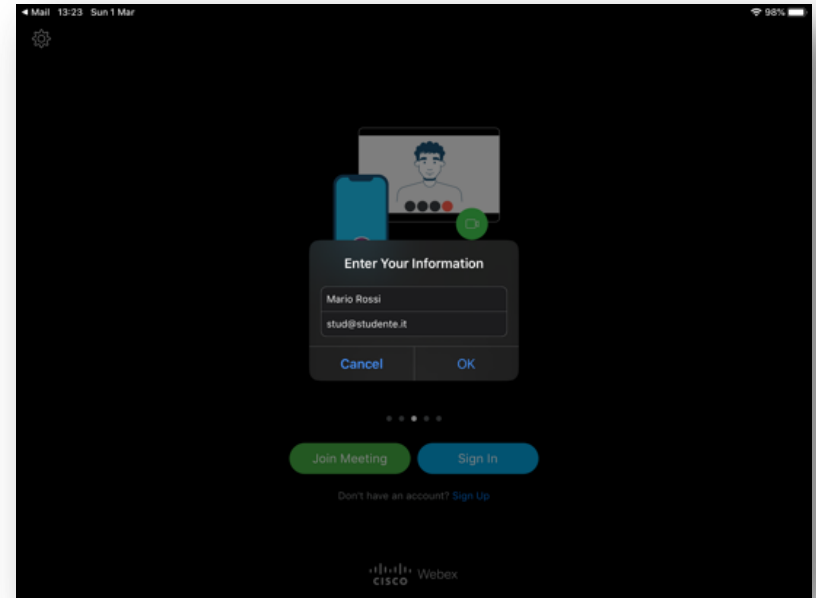 Mail 13:23 Sun 1 Mar 98%
Enter Your Information
Mario Rossi
stud@studente.it
Cancel OK
Join Meeting Sign In
Don't have an account? Sign Up
CISCO Webex